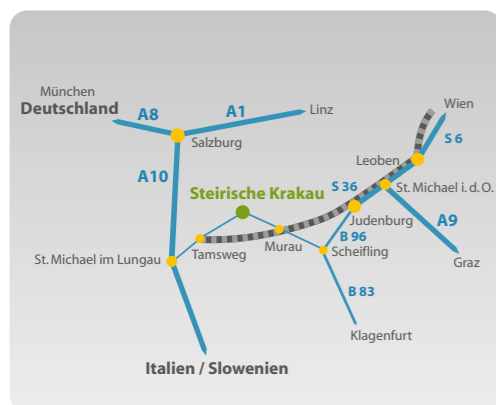 München
Deutschland
A8
A1
Linz
Salzburg
Wien
S 6
Leoben
A10
Steirische Krakau
S 36
St. Michael i. d. O.
Judenburg
A9
B 96
St. Michael im Lungau
Tamsweg
Murau
Scheifling
Graz
B 83
Klagenfurt
Italien / Slowenien